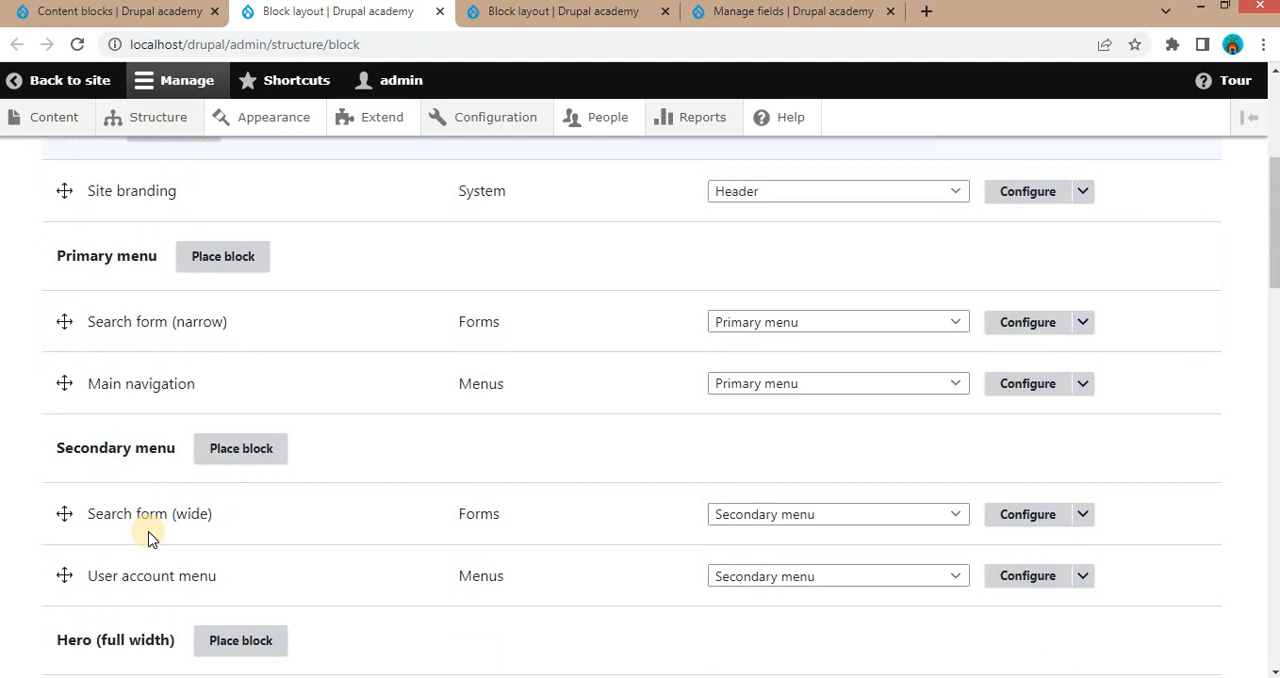 Content blocks | Drupal academy
Block layout | Drupal academy
Block layout | Drupal academy
Manage fields | Drupal academy
localhost/drupal/admin/structure/block
Back to site
Manage
Shortcuts
admin
Tour
Content
Structure
Appearance
Extend
Configuration
People
Reports
Help
Site branding
System
Header
Configure
Primary menu
Place block
Search form (narrow)
Forms
Primary menu
Configure
Main navigation
Menus
Primary menu
Configure
Secondary menu
Place block
Search form (wide)
Forms
Secondary menu
Configure
User account menu
Menus
Secondary menu
Configure
Hero (full width)
Place block